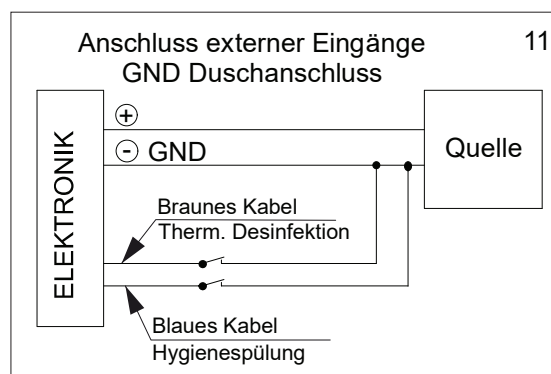 Anschluss externer Eingänge
GND Duschanschluss
11
ELEKTRONIK
+
- GND
Quelle
Braunes Kabel
Therm. Desinfektion
Blaues Kabel
Hygienespülung